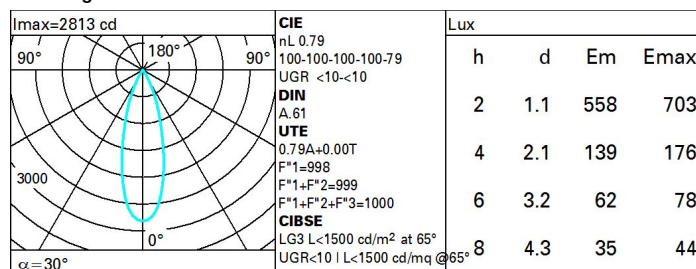 Imax=2813 cd
90°
180°
90°
3000
0°
α=30°
CIE
nL 0.79
100-100-100-100-79
UGR <10-<10
DIN
A.61
UTE
0.79A+0.00T
F"1=998
F"1+F"2=999
F"1+F"2+F"3=1000
CIBSE
LG3 L<1500 cd/m² at 65°
UGR<10 | L<1500 cd/mq @65°
Lux
h d Em Emax
2 1.1 558 703
4 2.1 139 176
6 3.2 62 78
8 4.3 35 44